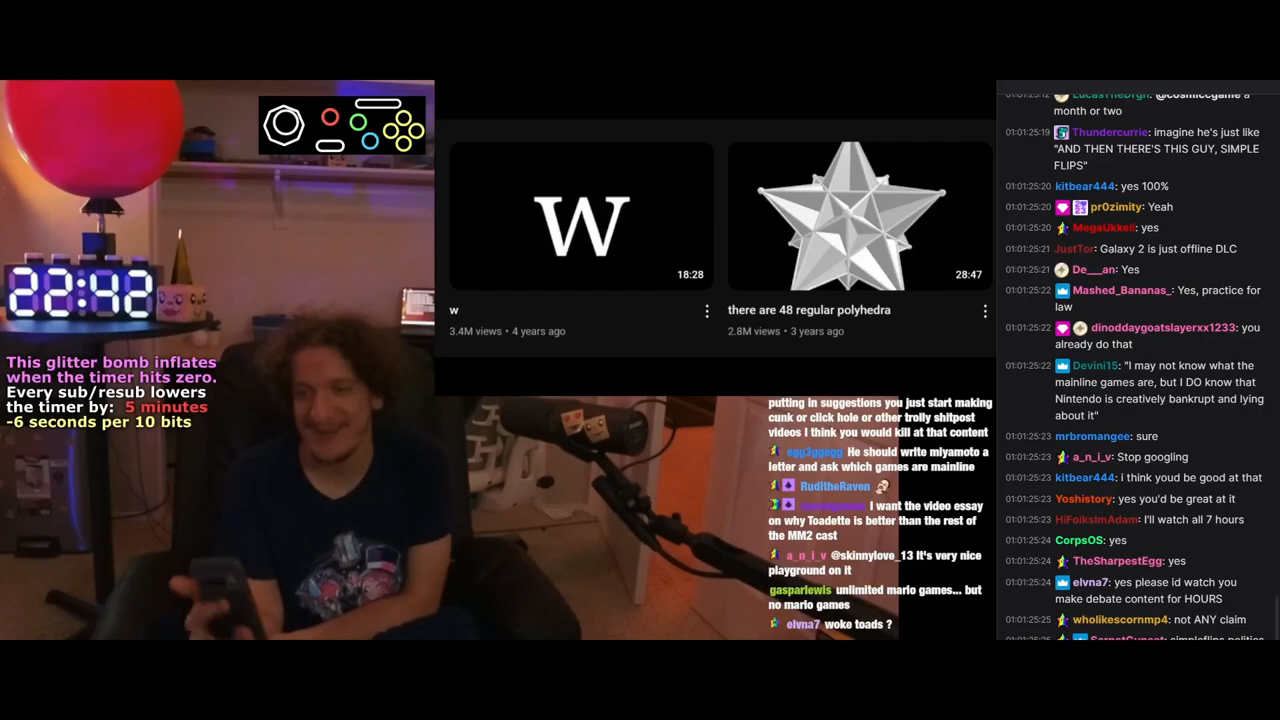 22:42
This glitter bomb inflates
when the timer hits zero.
Every sub/resub lowers
the timer by: 5 minutes
-6 seconds per 10 bits
w
18:28
28:47
w
3.4M views • 4 years ago
there are 48 regular polyhedra
2.8M views • 3 years ago
putting in suggestions you just start making
cunk or click hole or other trolly shitpost
videos I think you would kill at that content
egg3ggegg He should write miyamoto a
letter and ask which games are mainline
RuditheRaven
I want the video essay
on why Toadette is better than the rest of
the MM2 cast
a_n_i_v @skinnylove_13 It's very nice
playground on it
gasparlewis unlimited mario games... but
no mario games
elvna7 woke toads ?
01:01:25:12 LucasTheDrgn: @cosmiccgame a
month or two
01:01:25:19 Thundercurrie: imagine he's just like
"AND THEN THERE'S THIS GUY, SIMPLE
FLIPS"
01:01:25:20 kitbear444: yes 100%
01:01:25:20 pr0zimity: Yeah
01:01:25:20 MegaUkkeli: yes
01:01:25:21 JustTor: Galaxy 2 is just offline DLC
01:01:25:21 De___an: Yes
01:01:25:22 Mashed_Bananas_: Yes, practice for
law
01:01:25:22 dinoddaygoatslayerxx1233: you
already do that
01:01:25:22 Devini15: "I may not know what the
mainline games are, but I DO know that
Nintendo is creatively bankrupt and lying
about it"
01:01:25:23 mrbromangee: sure
01:01:25:23 a_n_i_v: Stop googling
01:01:25:23 kitbear444: i think youd be good at that
01:01:25:23 Yoshistory: yes you'd be great at it
01:01:25:23 HiFolksImAdam: I'll watch all 7 hours
01:01:25:24 CorpsOS: yes
01:01:25:24 TheSharpestEgg: yes
01:01:25:24 elvna7: yes please id watch you
make debate content for HOURS
01:01:25:25 wholikescornmp4: not ANY claim
01:01:25:25